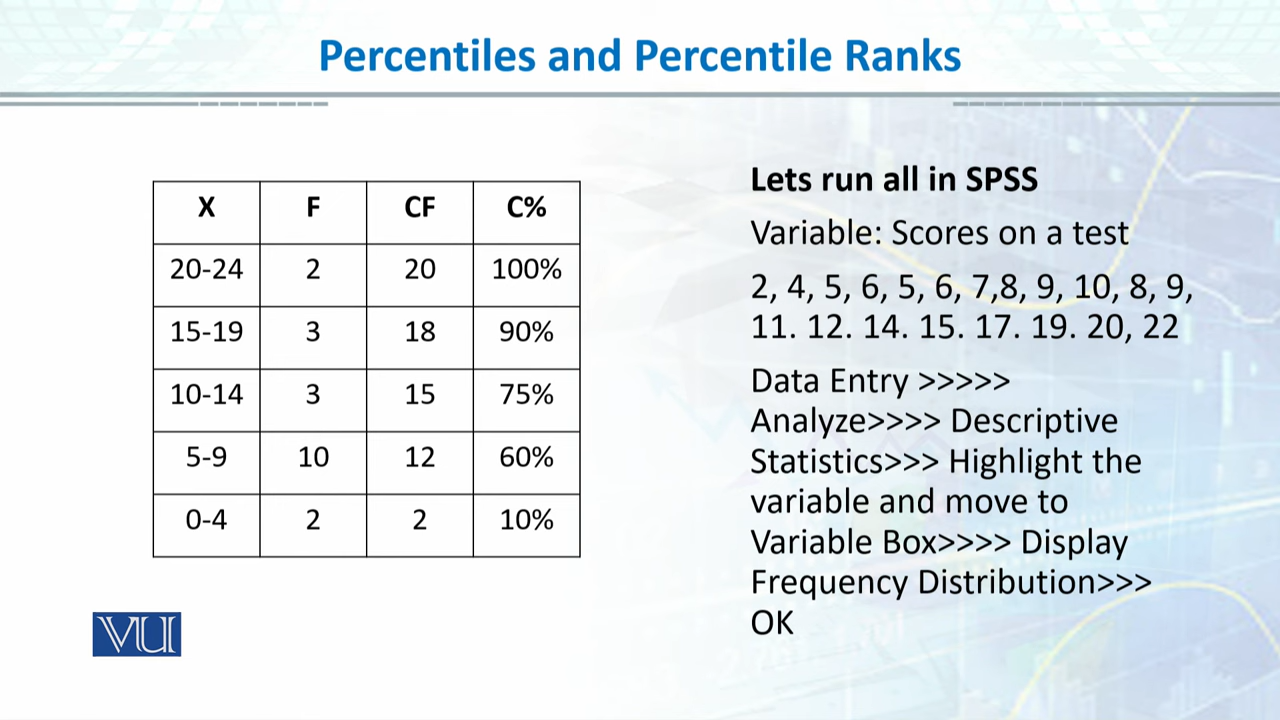 Percentiles and Percentile Ranks
X F CF C%
20-24 2 20 100%
15-19 3 18 90%
10-14 3 15 75%
5-9 10 12 60%
0-4 2 2 10%
Lets run all in SPSS
Variable: Scores on a test
2, 4, 5, 6, 5, 6, 7,8, 9, 10, 8, 9,
11. 12. 14. 15. 17. 19. 20, 22
Data Entry >>>>>
Analyze>>>> Descriptive
Statistics>>> Highlight the
variable and move to
Variable Box>>>> Display
Frequency Distribution>>>
OK
VU